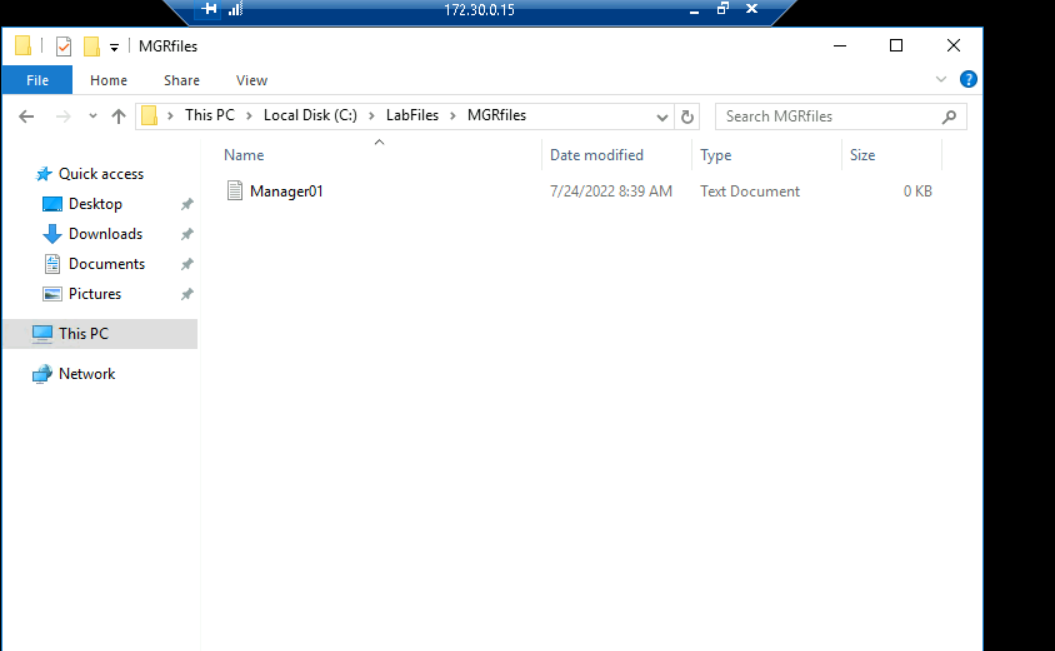 172.30.0.15
MGRfiles
File Home Share View
This PC Local Disk (C:) LabFiles MGRfiles Search MGRfiles
Name Date modified Type Size
Quick access
Manager01 7/24/2022 8:39 AM Text Document 0 KB
Desktop
Downloads
Documents
Pictures
This PC
Network